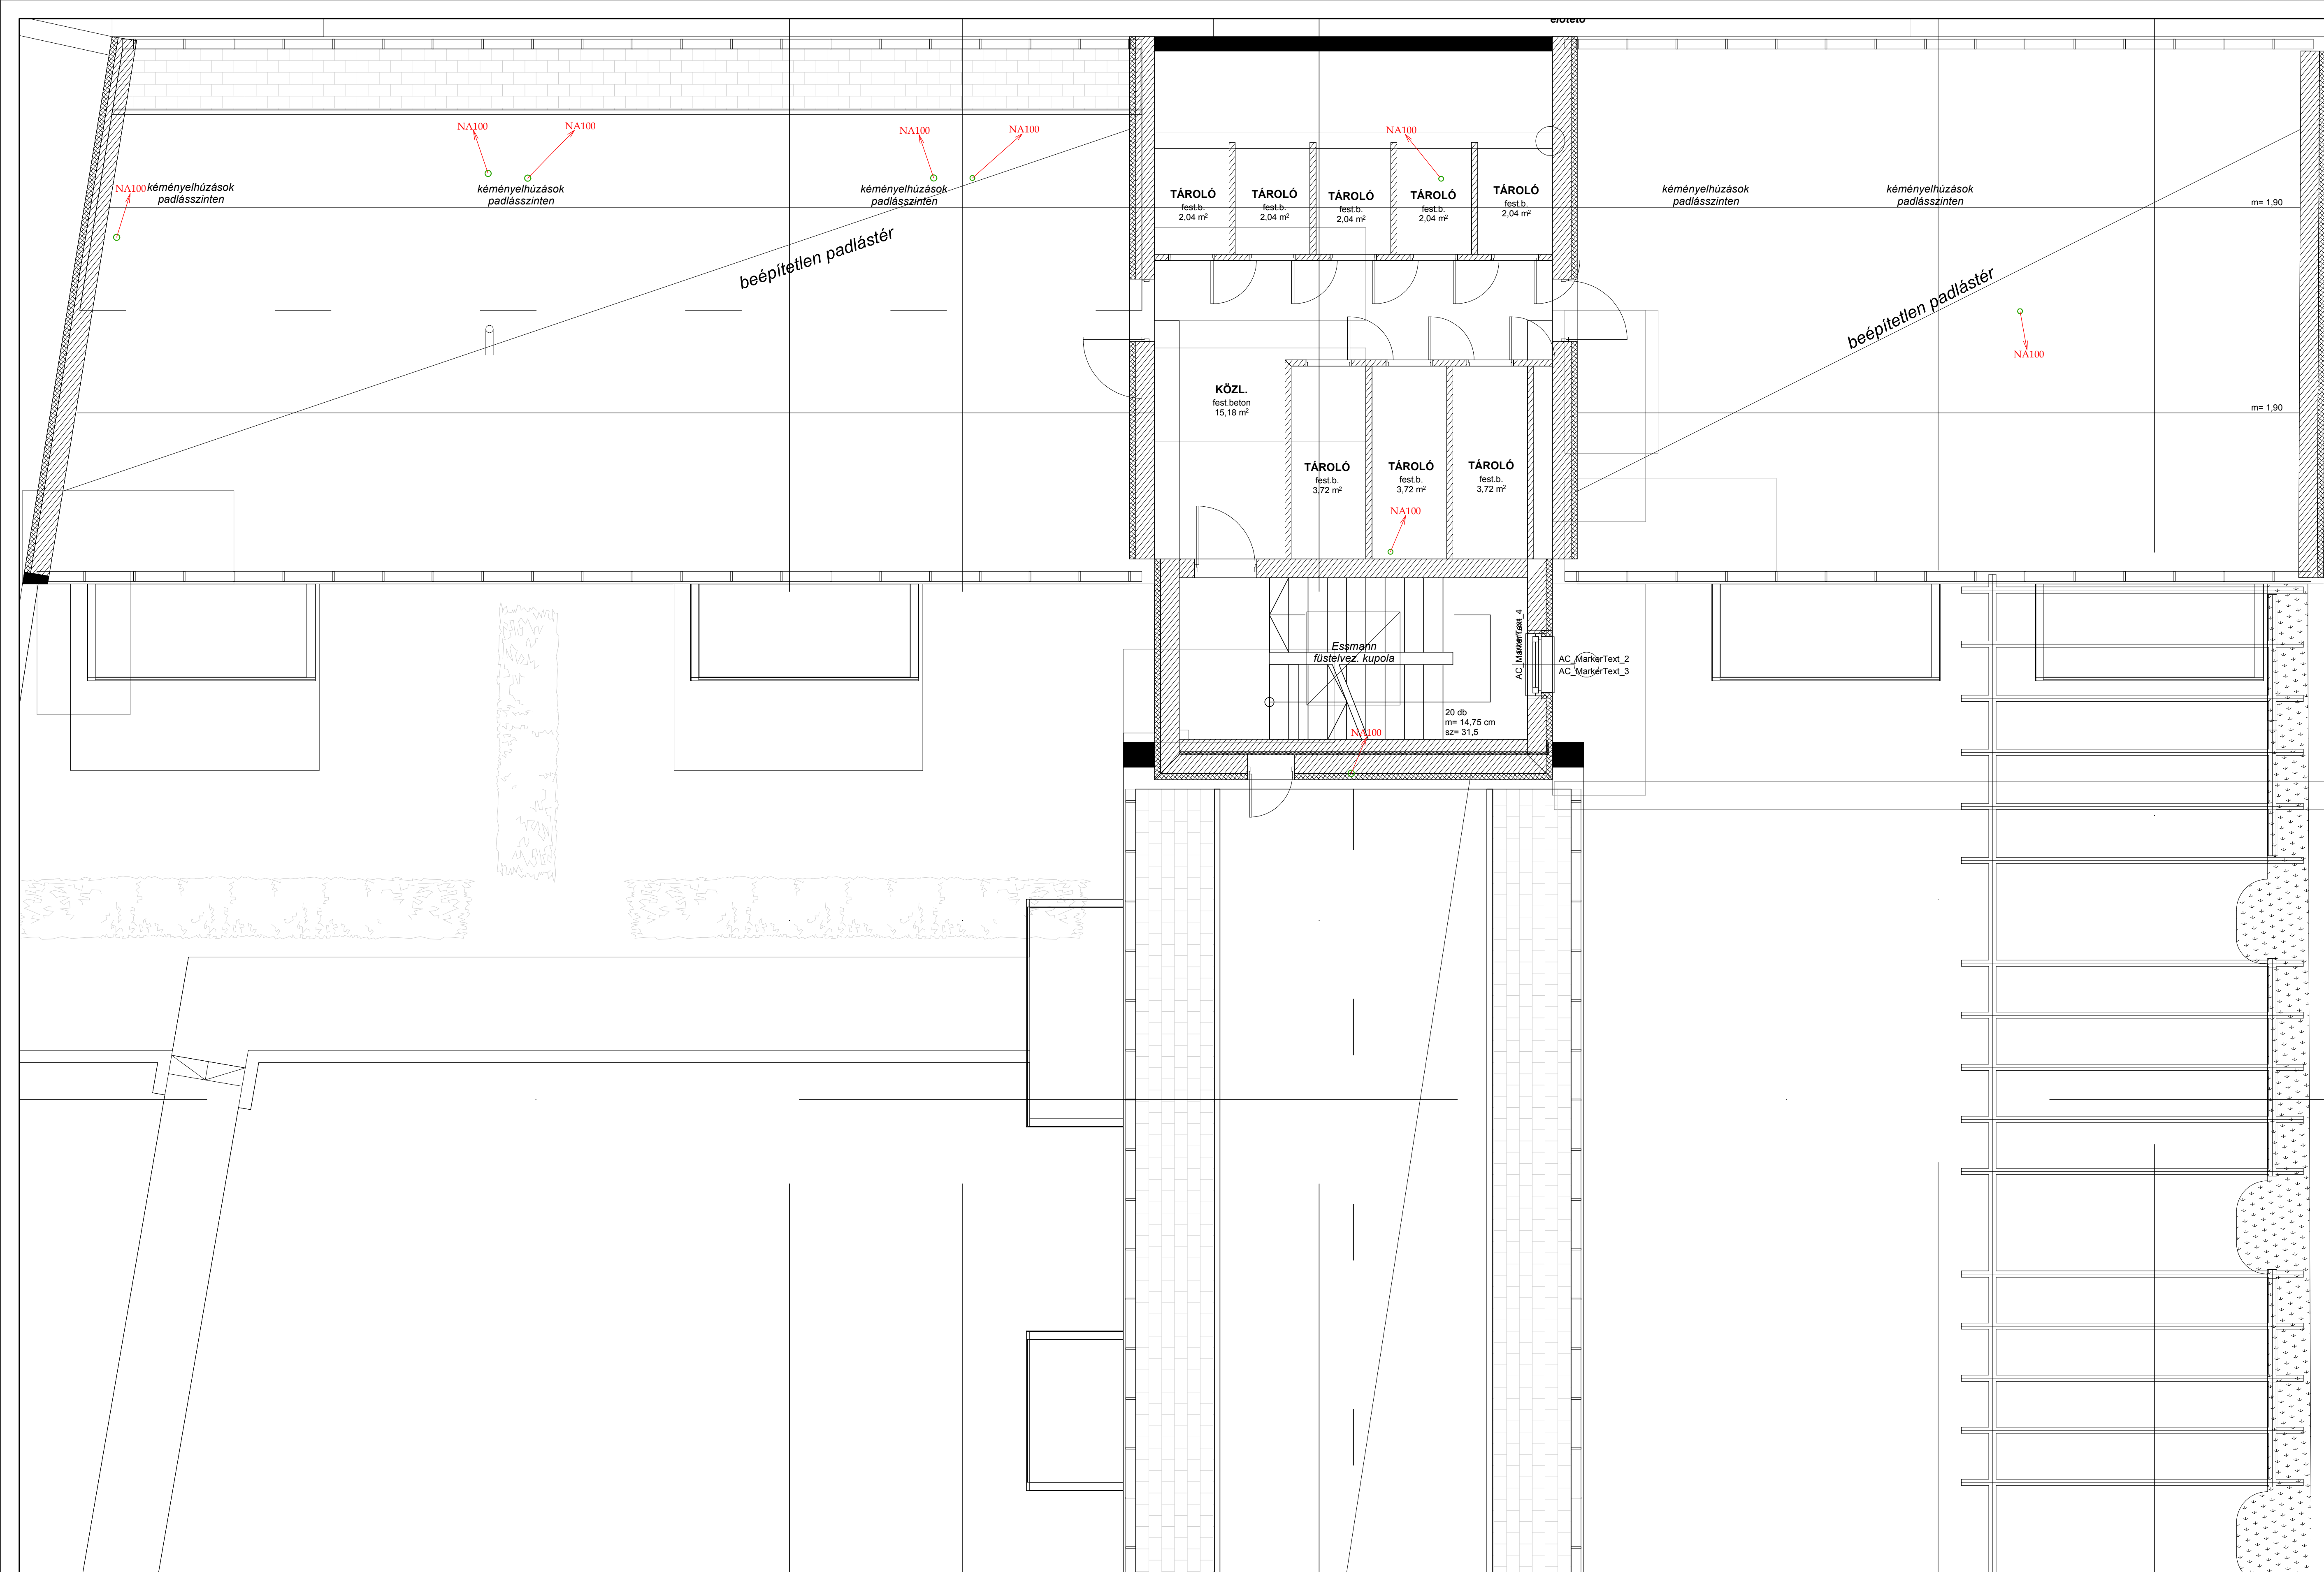 előtető
NA100
NA100
NA100
NA100
NA100
NA100
kéményelhúzások
padlásszinten
kéményelhúzások
padlásszinten
kéményelhúzások
padlásszinten
TÁROLÓ
fest.b.
2,04 m²
TÁROLÓ
fest.b.
2,04 m²
TÁROLÓ
fest.b.
2,04 m²
TÁROLÓ
fest.b.
2,04 m²
TÁROLÓ
fest.b.
2,04 m²
kéményelhúzások
padlásszinten
kéményelhúzások
padlásszinten
m= 1,90
beépítetlen padlástér
beépítetlen padlástér
NA100
KÖZL.
fest.beton
15,18 m²
m= 1,90
TÁROLÓ
fest.b.
3,72 m²
TÁROLÓ
fest.b.
3,72 m²
TÁROLÓ
fest.b.
3,72 m²
NA100
Essmann
füstelvez. kupola
AC_MarkerText_4
AC_MarkerText_2
AC_MarkerText_3
20 db
m= 14,75 cm
sz= 31,5
NA100